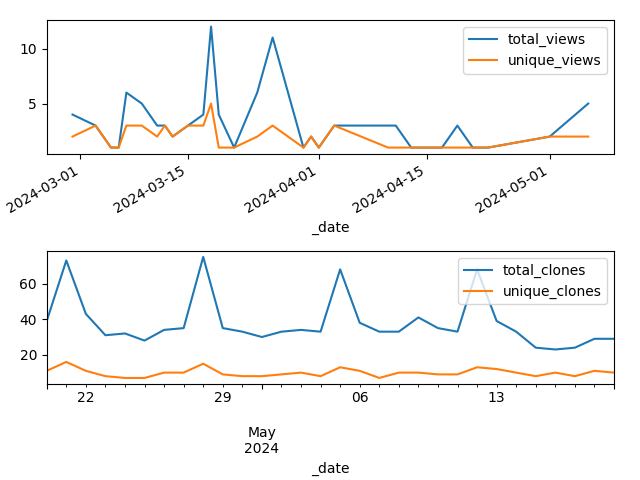 10
5
total_views
unique_views
2024-03-01
2024-03-15
2024-04-01
2024-04-15
2024-05-01
_date
60
40
20
total_clones
unique_clones
22
29
06
13
May
2024
_date